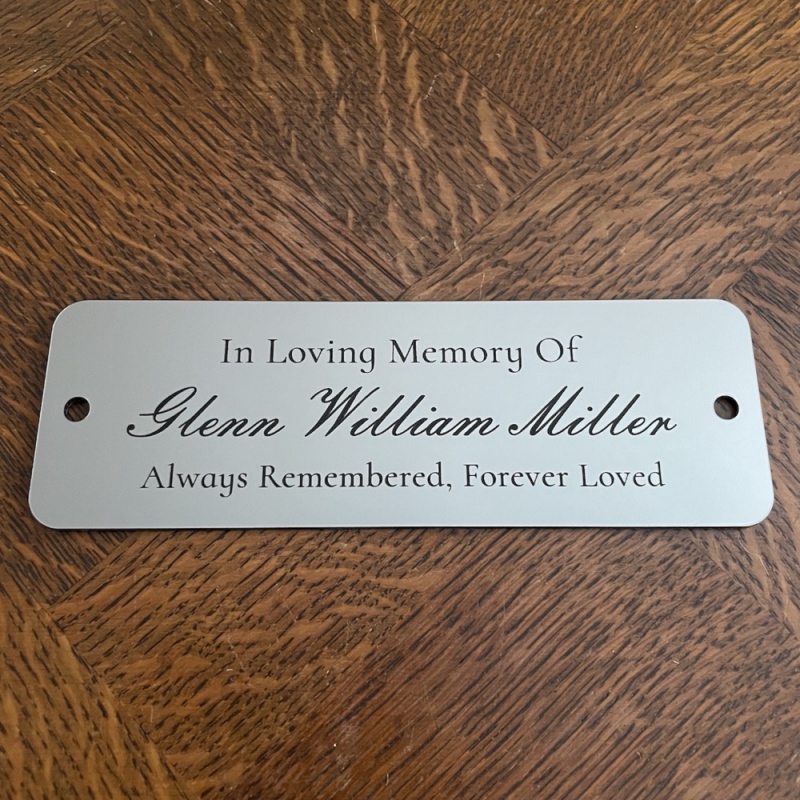 In Loving Memory Of
Glenn William Miller
Always Remembered, Forever Loved